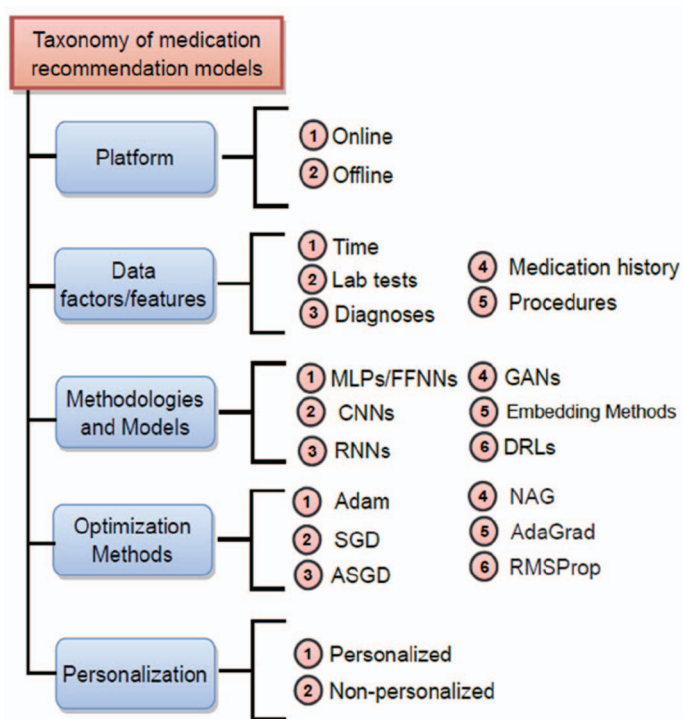 Taxonomy of medication
recommendation models
Platform
1 Online
2 Offline
Data
factors/features
1 Time
2 Lab tests
3 Diagnoses
4 Medication history
5 Procedures
Methodologies
and Models
1 MLPs/FFNNs
2 CNNs
3 RNNs
4 GANs
5 Embedding Methods
6 DRLs
Optimization
Methods
1 Adam
2 SGD
3 ASGD
4 NAG
5 AdaGrad
6 RMSProp
Personalization
1 Personalized
2 Non-personalized